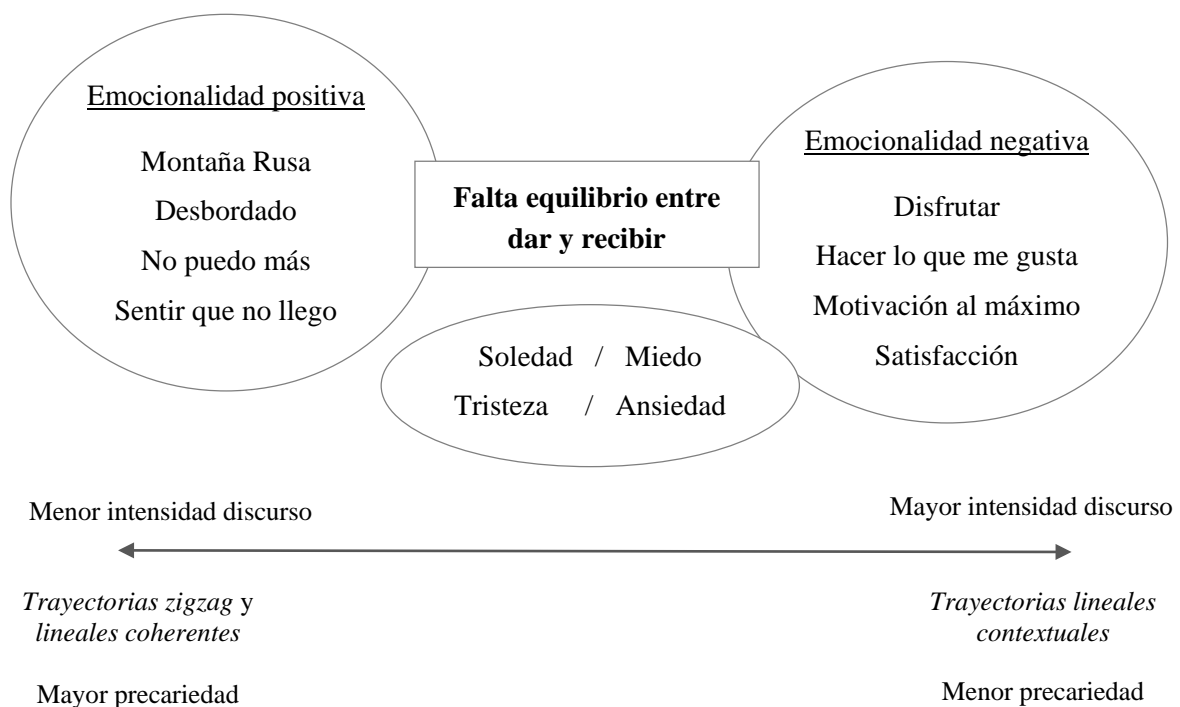 Emocionalidad positiva
Montaña Rusa
Desbordado
No puedo más
Sentir que no llego
Falta equilibrio entre
dar y recibir
Emocionalidad negativa
Disfrutar
Hacer lo que me gusta
Motivación al máximo
Satisfacción
Soledad / Miedo
Tristeza / Ansiedad
Menor intensidad discurso
Mayor intensidad discurso
Trayectorias zigzag y
lineales coherentes
Trayectorias lineales
contextuales
Mayor precariedad
Menor precariedad